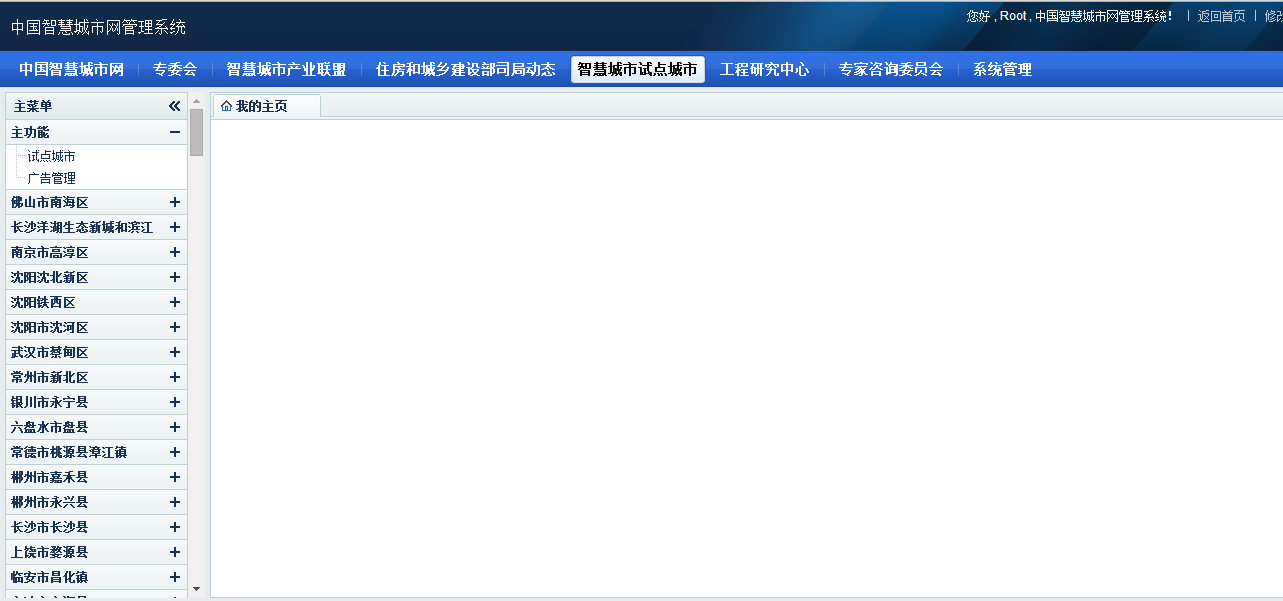 中国智慧城市网管理系统
您好 , Root , 中国智慧城市网管理系统! | 返回首页 | 修改
中国智慧城市网 | 专委会 | 智慧城市产业联盟 | 住房和城乡建设部司局动态 智慧城市试点城市 工程研究中心 | 专家咨询委员会 | 系统管理
主菜单
我的主页
主功能
试点城市
广告管理
佛山市南海区
长沙洋湖生态新城和滨江
南京市高淳区
沈阳沈北新区
沈阳铁西区
沈阳市沈河区
武汉市蔡甸区
常州市新北区
银川市永宁县
六盘水市盘县
常德市桃源县漳江镇
郴州市嘉禾县
郴州市永兴县
长沙市长沙县
上饶市婺源县
临安市昌化镇